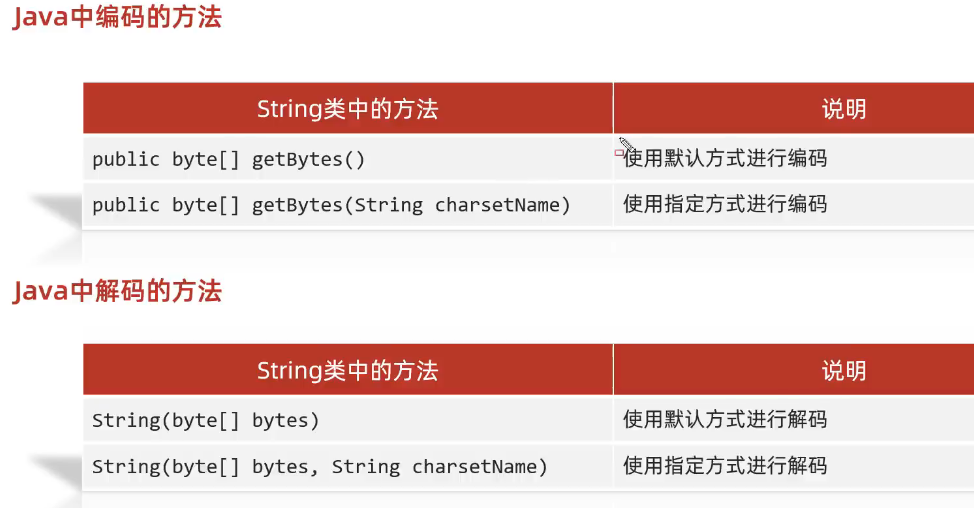 Java中编码的方法
String类中的方法 说明
public byte[] getBytes() 使用默认方式进行编码
public byte[] getBytes(String charsetName) 使用指定方式进行编码
Java中解码的方法
String类中的方法 说明
String(byte[] bytes) 使用默认方式进行解码
String(byte[] bytes, String charsetName) 使用指定方式进行解码